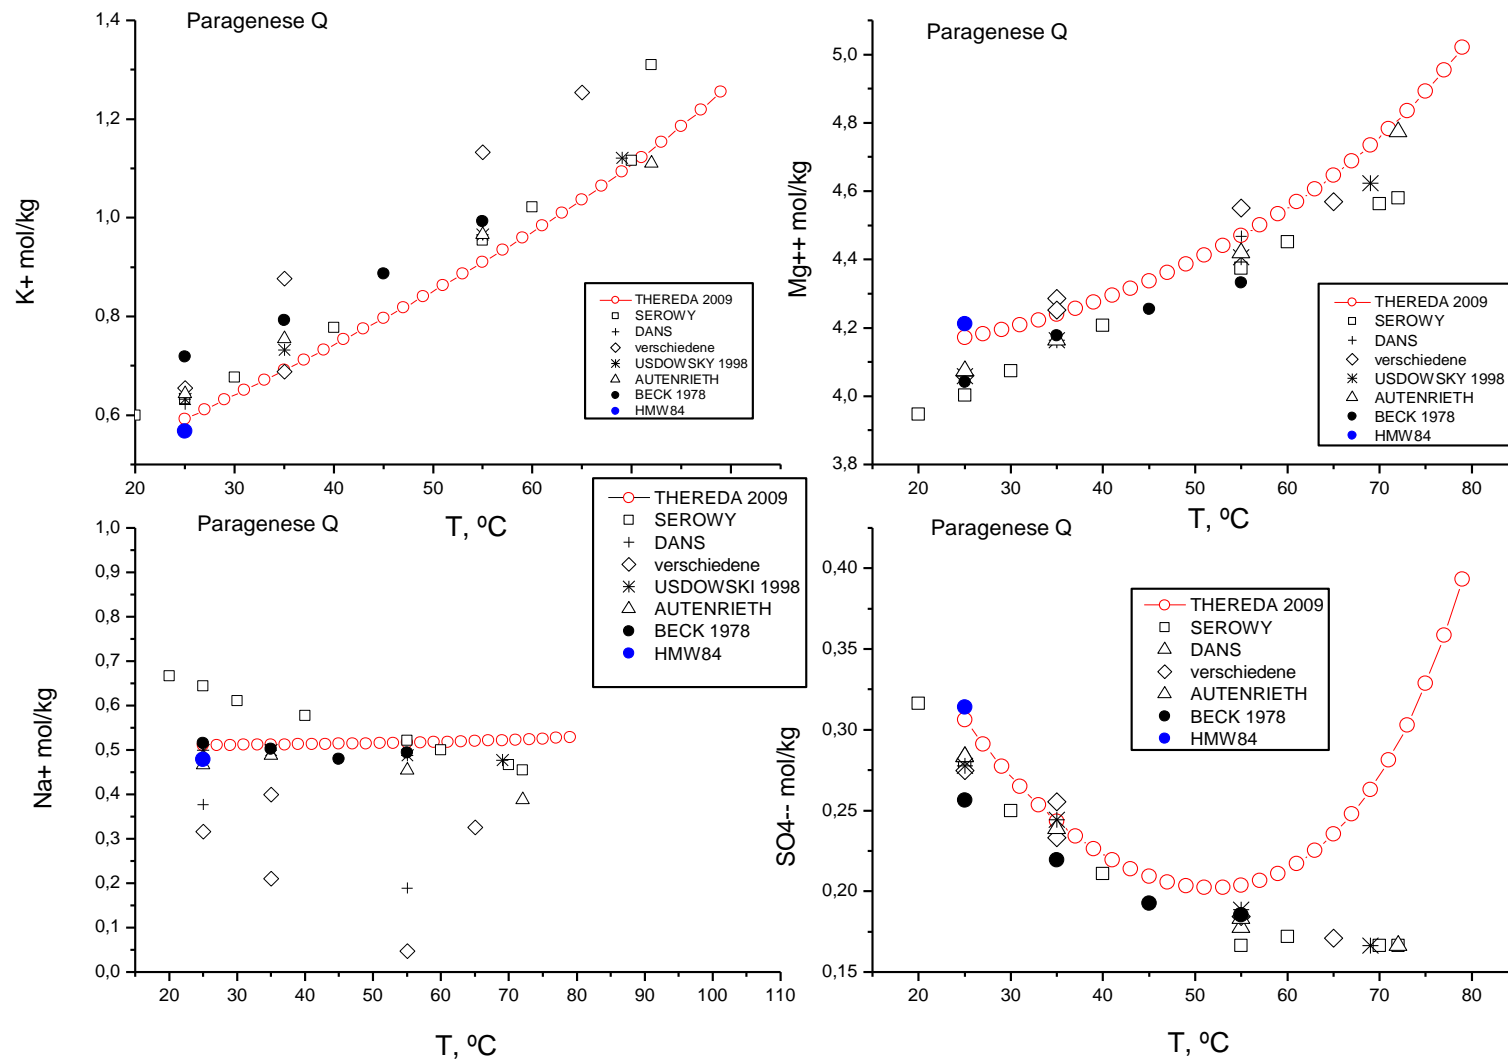 Paragenese Q
1,4
1,2
1,0
0,8
0,6
20 30 40 50 60 70 80 90 100 110
K+ mol/kg
T, ºC
THEREDA 2009
SEROWY
DANS
verschiedene
USDOWSKY 1998
AUTENRIETH
BECK 1978
HMW84
Paragenese Q
5,0
4,8
4,6
4,4
4,2
4,0
3,8
20 30 40 50 60 70 80
Mg++ mol/kg
T, ºC
THEREDA 2009
SEROWY
DANS
verschiedene
USDOWSKY 1998
AUTENRIETH
BECK 1978
HMW84
Paragenese Q
1,0
0,9
0,8
0,7
0,6
0,5
0,4
0,3
0,2
0,1
0,0
20 30 40 50 60 70 80 90 100 110
Na+ mol/kg
T, ºC
THEREDA 2009
SEROWY
DANS
verschiedene
USDOWSKI 1998
AUTENRIETH
BECK 1978
HMW84
Paragenese Q
0,40
0,35
0,30
0,25
0,20
0,15
20 30 40 50 60 70 80
SO4-- mol/kg
T, ºC
THEREDA 2009
SEROWY
DANS
verschiedene
AUTENRIETH
BECK 1978
HMW84